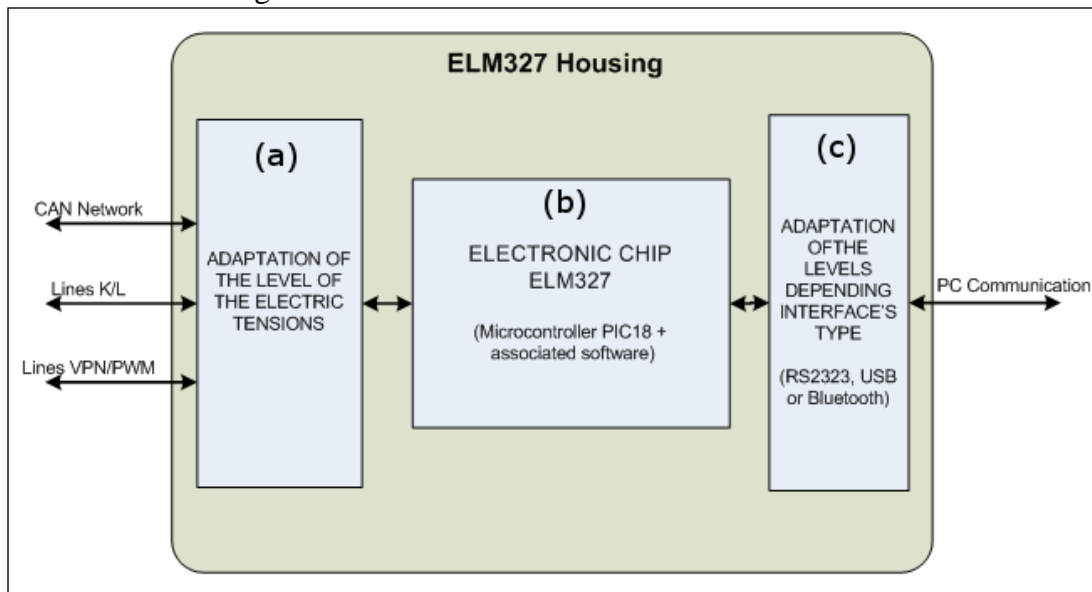 ELM327 Housing
(a)
ADAPTATION OF
THE LEVEL OF
THE ELECTRIC
TENSIONS
CAN Network
Lines K/L
Lines VPN/PWM
(b)
ELECTRONIC CHIP
ELM327
(Microcontroller PIC18 +
associated software)
(c)
ADAPTATION
OFTHE
LEVELS
DEPENDING
INTERFACE'S
TYPE
(RS2323, USB
or Bluetooth)
PC Communication